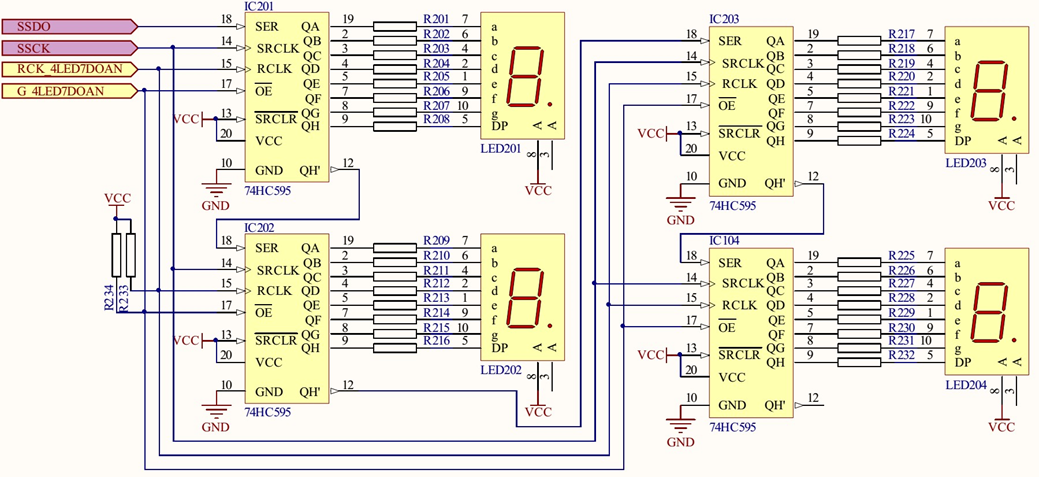 SSDO
SSCK
RCK_4LED7DOAN
G_4LED7DOAN
IC201
18 SER QA 19 R201 7 a
QB 2 R202 6 b
14 SRCLK QC 3 R203 4 c
15 RCLK QD 4 R204 2 d
QE 5 R205 1 e
17 OE QF 7 R206 9 f
QG 8 R207 10 g
VCC 13 SRCLR QH 9 R208 5 DP A A
20 VCC
LED201
8 3
10 GND QH' 12
VCC
GND
74HC595
IC202
18 SER QA 19 R209 7 a
QB 2 R210 6 b
14 SRCLK QC 3 R211 4 c
15 RCLK QD 4 R212 2 d
QE 5 R213 1 e
17 OE QF 7 R214 9 f
QG 8 R215 10 g
VCC 13 SRCLR QH 9 R216 5 DP A A
20 VCC
LED202
8 3
10 GND QH' 12
VCC
GND
74HC595
VCC
R234
R233
IC203
18 SER QA 19 R217 7 a
QB 2 R218 6 b
14 SRCLK QC 3 R219 4 c
15 RCLK QD 4 R220 2 d
QE 5 R221 1 e
17 OE QF 7 R222 9 f
QG 8 R223 10 g
VCC 13 SRCLR QH 9 R224 5 DP A A
20 VCC
LED203
8 3
10 GND QH' 12
VCC
GND
74HC595
IC104
18 SER QA 19 R225 7 a
QB 2 R226 6 b
14 SRCLK QC 3 R227 4 c
15 RCLK QD 4 R228 2 d
QE 5 R229 1 e
17 OE QF 7 R230 9 f
QG 8 R231 10 g
VCC 13 SRCLR QH 9 R232 5 DP A A
20 VCC
LED204
8 3
10 GND QH' 12
VCC
GND
74HC595